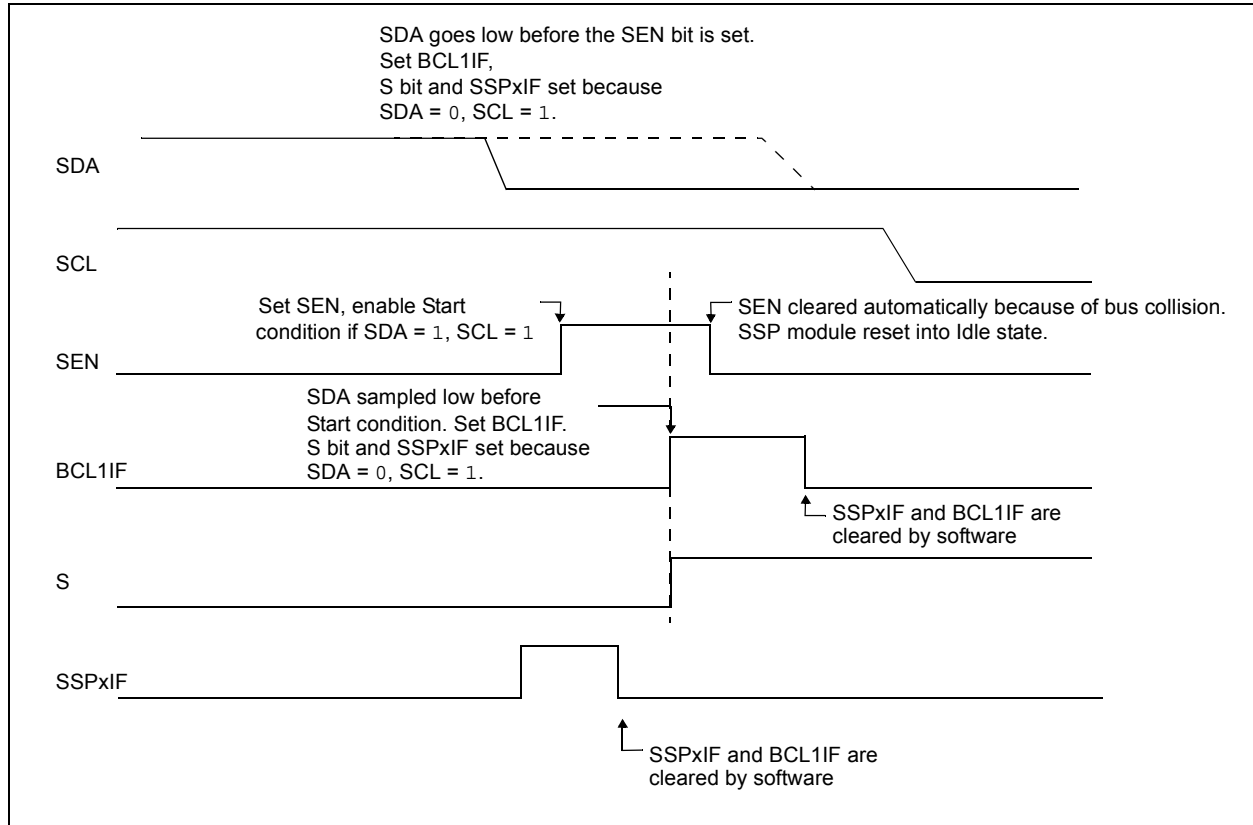 SDA goes low before the SEN bit is set.
Set BCL1IF,
S bit and SSPxIF set because
SDA = 0, SCL = 1.
SDA
SCL
Set SEN, enable Start
condition if SDA = 1, SCL = 1
SEN cleared automatically because of bus collision.
SSP module reset into Idle state.
SEN
SDA sampled low before
Start condition. Set BCL1IF.
S bit and SSPxIF set because
SDA = 0, SCL = 1.
BCL1IF
SSPxIF and BCL1IF are
cleared by software
S
SSPxIF
SSPxIF and BCL1IF are
cleared by software